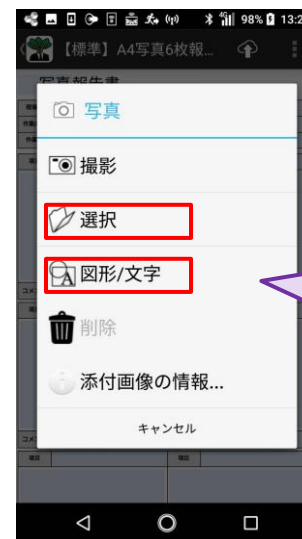 98% 13:2
【標準】A4写真6枚報...
写真報告書
写真
撮影
選択
図形/文字
削除
添付画像の情報...
キャンセル